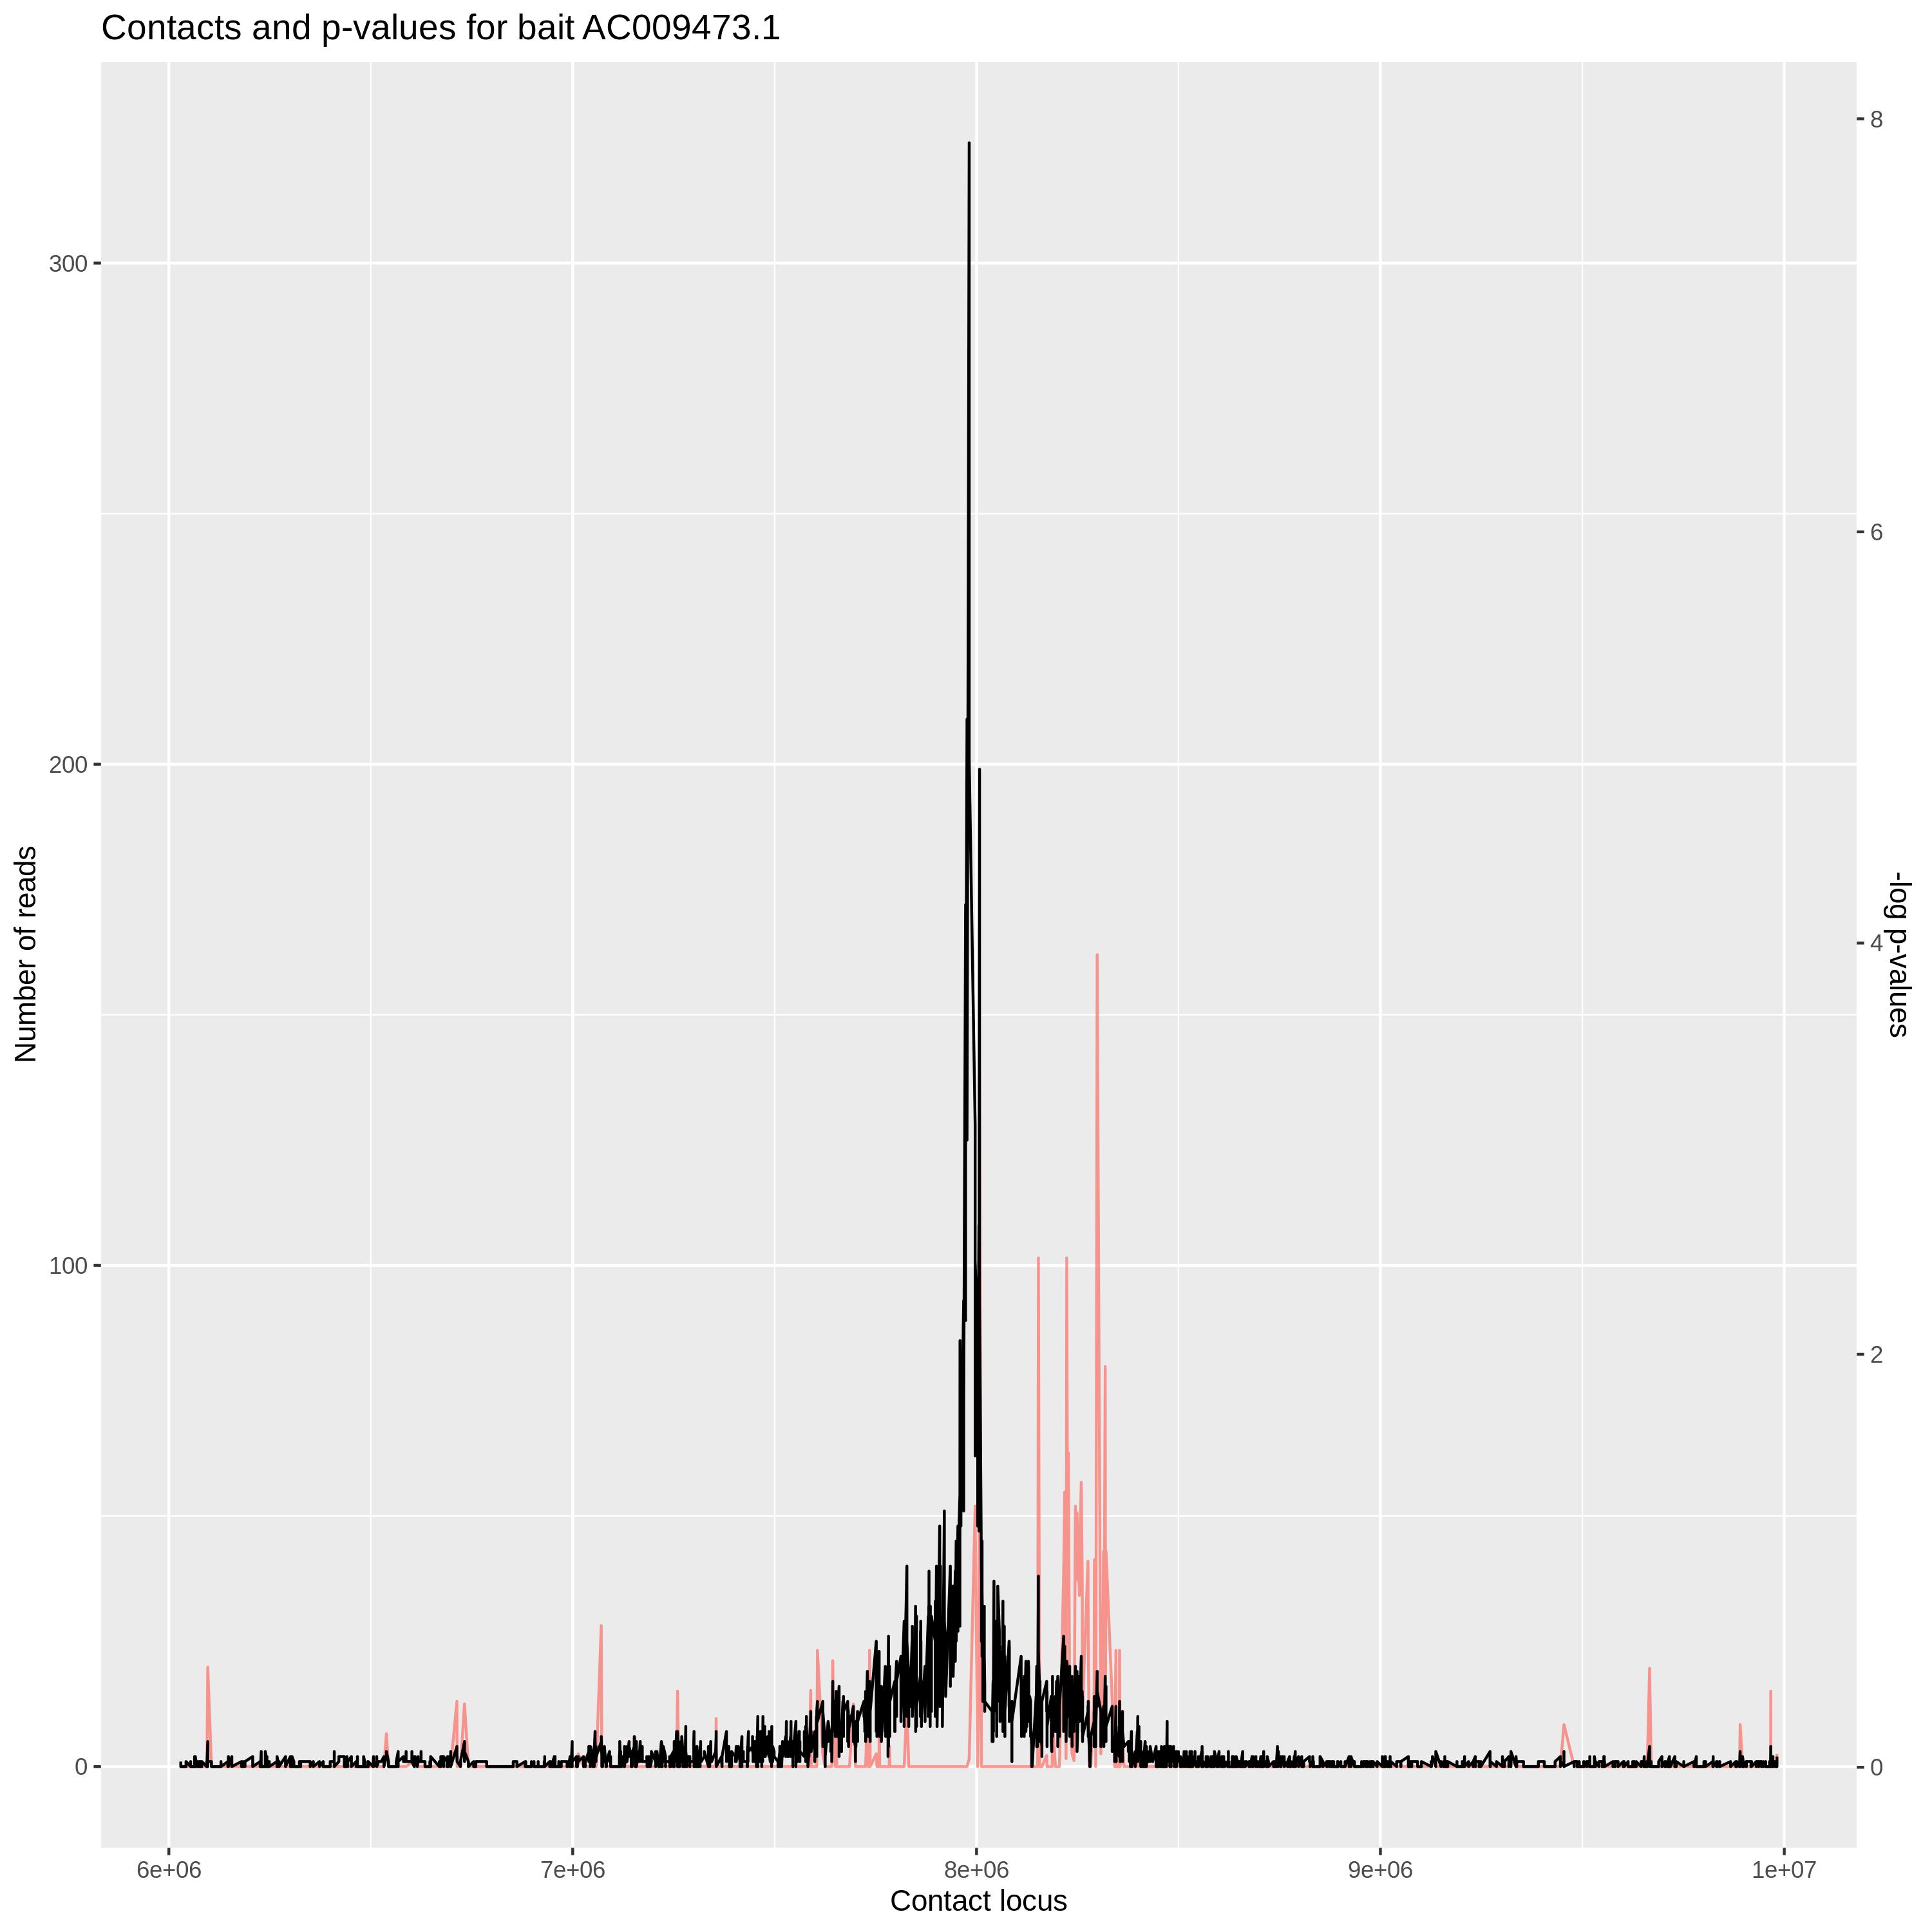 Contacts and p-values for bait AC009473.1
300
200
100
0
Number of reads
8
6
4
2
0
-log p-values
6e+06
7e+06
8e+06
9e+06
1e+07
Contact locus